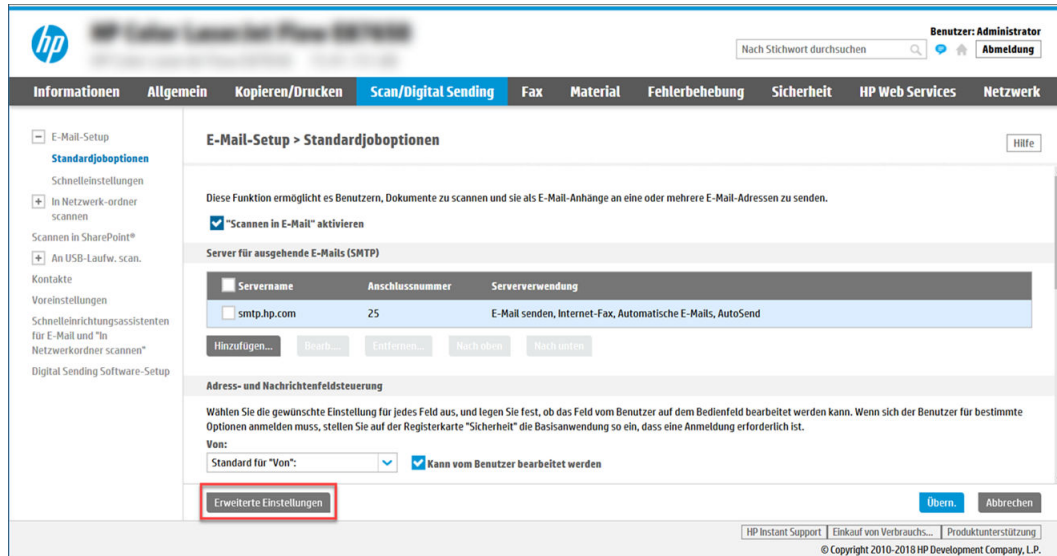 hp
Benutzer: Administrator
Nach Stichwort durchsuchen
Abmeldung
Informationen Allgemein Kopieren/Drucken Scan/Digital Sending Fax Material Fehlerbehebung Sicherheit HP Web Services Netzwerk
E-Mail-Setup
Standardjoboptionen
Schnelleinstellungen
In Netzwerk-ordner
scannen
Scannen in SharePoint®
An USB-Laufw. scan.
Kontakte
Voreinstellungen
Schnelleinrichtungsassistenten
für E-Mail und "In
Netzwerkordner scannen"
Digital Sending Software-Setup
E-Mail-Setup > Standardjoboptionen
Hilfe
Diese Funktion ermöglicht es Benutzern, Dokumente zu scannen und sie als E-Mail-Anhänge an eine oder mehrere E-Mail-Adressen zu senden.
"Scannen in E-Mail" aktivieren
Server für ausgehende E-Mails (SMTP)
Servername Anschlussnummer Serververwendung
smtp.hp.com 25 E-Mail senden, Internet-Fax, Automatische E-Mails, AutoSend
Hinzufügen... Bearb... Entfernen... Nach oben Nach unten
Adress- und Nachrichtenfeldsteuerung
Wählen Sie die gewünschte Einstellung für jedes Feld aus, und legen Sie fest, ob das Feld vom Benutzer auf dem Bedienfeld bearbeitet werden kann. Wenn sich der Benutzer für bestimmte
Optionen anmelden muss, stellen Sie auf der Registerkarte "Sicherheit" die Basisanwendung so ein, dass eine Anmeldung erforderlich ist.
Von:
Standard für "Von": Kann vom Benutzer bearbeitet werden
Erweiterte Einstellungen Übern. Abbrechen
HP Instant Support Einkauf von Verbrauchs... Produktunterstützung
© Copyright 2010-2018 HP Development Company, L.P.